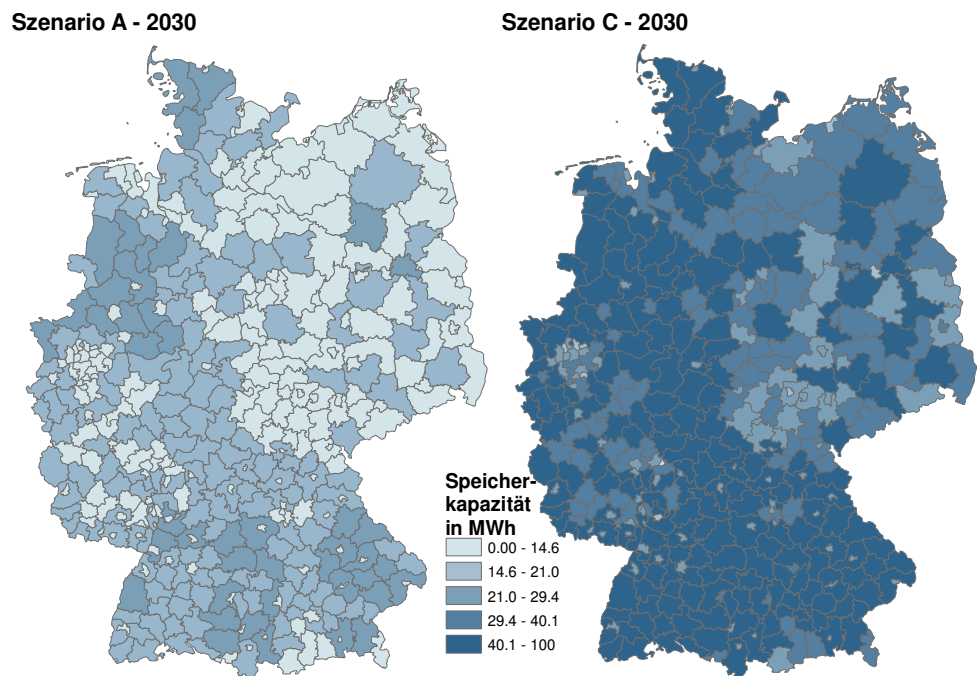 Szenario A - 2030
Szenario C - 2030
Speicher-
kapazität
in MWh
0.00 - 14.6
14.6 - 21.0
21.0 - 29.4
29.4 - 40.1
40.1 - 100